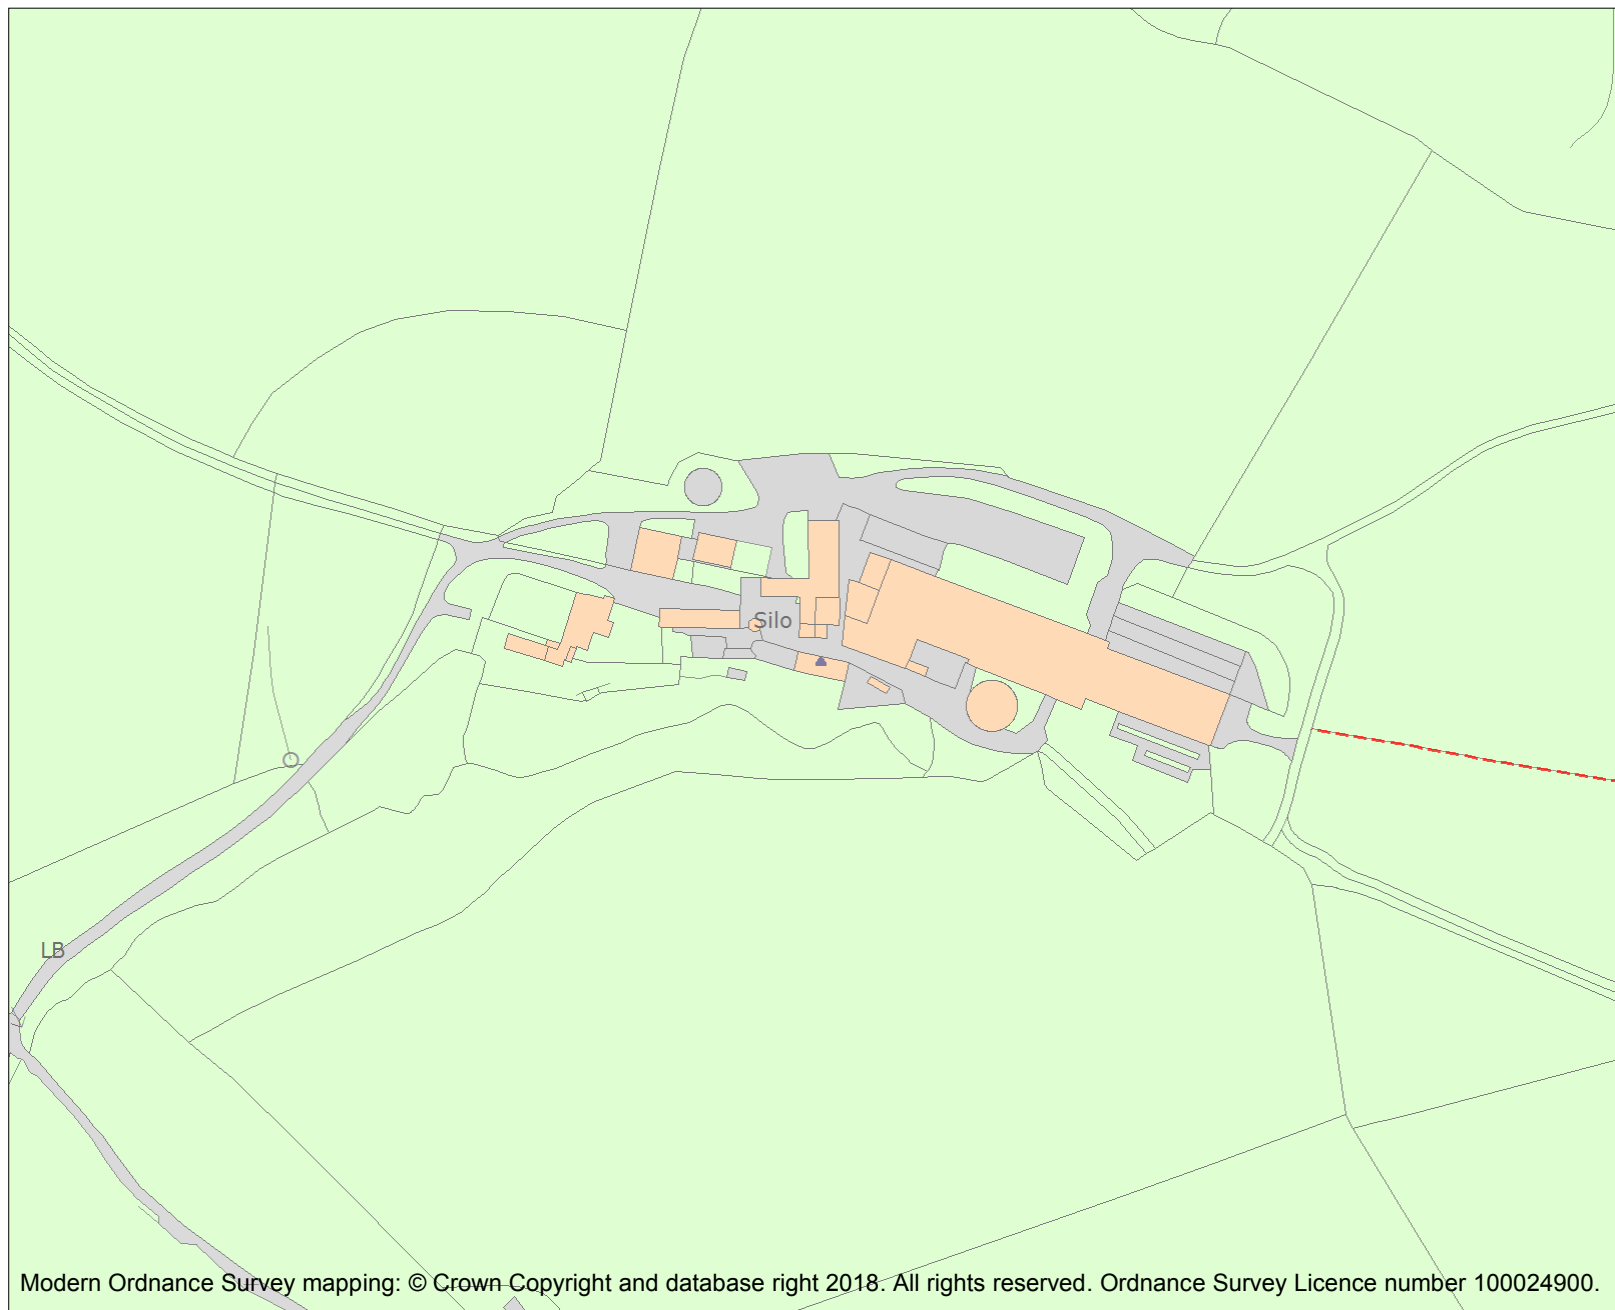 Silo
LB
Modern Ordnance Survey mapping: © Crown Copyright and database right 2018. All rights reserved. Ordnance Survey Licence number 100024900.